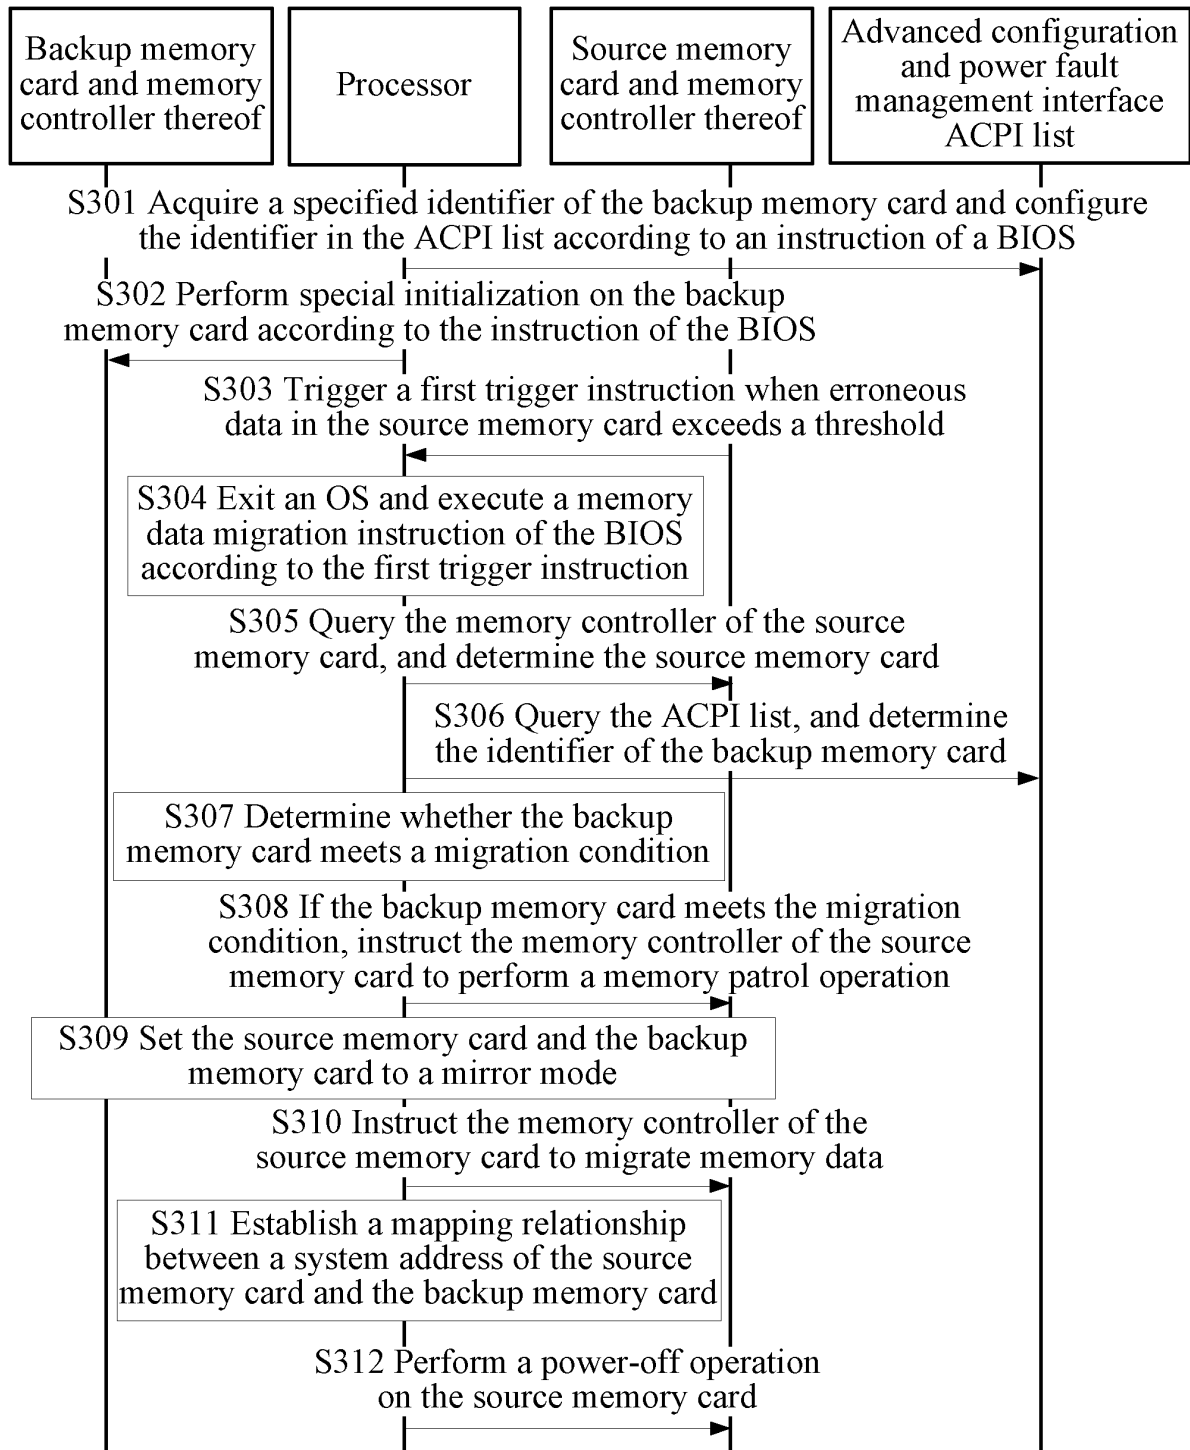 Backup memory
card and memory
controller thereof
Processor
Source memory
card and memory
controller thereof
Advanced configuration
and power fault
management interface
ACPI list
S301 Acquire a specified identifier of the backup memory card and configure
the identifier in the ACPI list according to an instruction of a BIOS
S302 Perform special initialization on the backup
memory card according to the instruction of the BIOS
S303 Trigger a first trigger instruction when erroneous
data in the source memory card exceeds a threshold
S304 Exit an OS and execute a memory
data migration instruction of the BIOS
according to the first trigger instruction
S305 Query the memory controller of the source
memory card, and determine the source memory card
S306 Query the ACPI list, and determine
the identifier of the backup memory card
S307 Determine whether the backup
memory card meets a migration condition
S308 If the backup memory card meets the migration
condition, instruct the memory controller of the source
memory card to perform a memory patrol operation
S309 Set the source memory card and the backup
memory card to a mirror mode
S310 Instruct the memory controller of the
source memory card to migrate memory data
S311 Establish a mapping relationship
between a system address of the source
memory card and the backup memory card
S312 Perform a power-off operation
on the source memory card